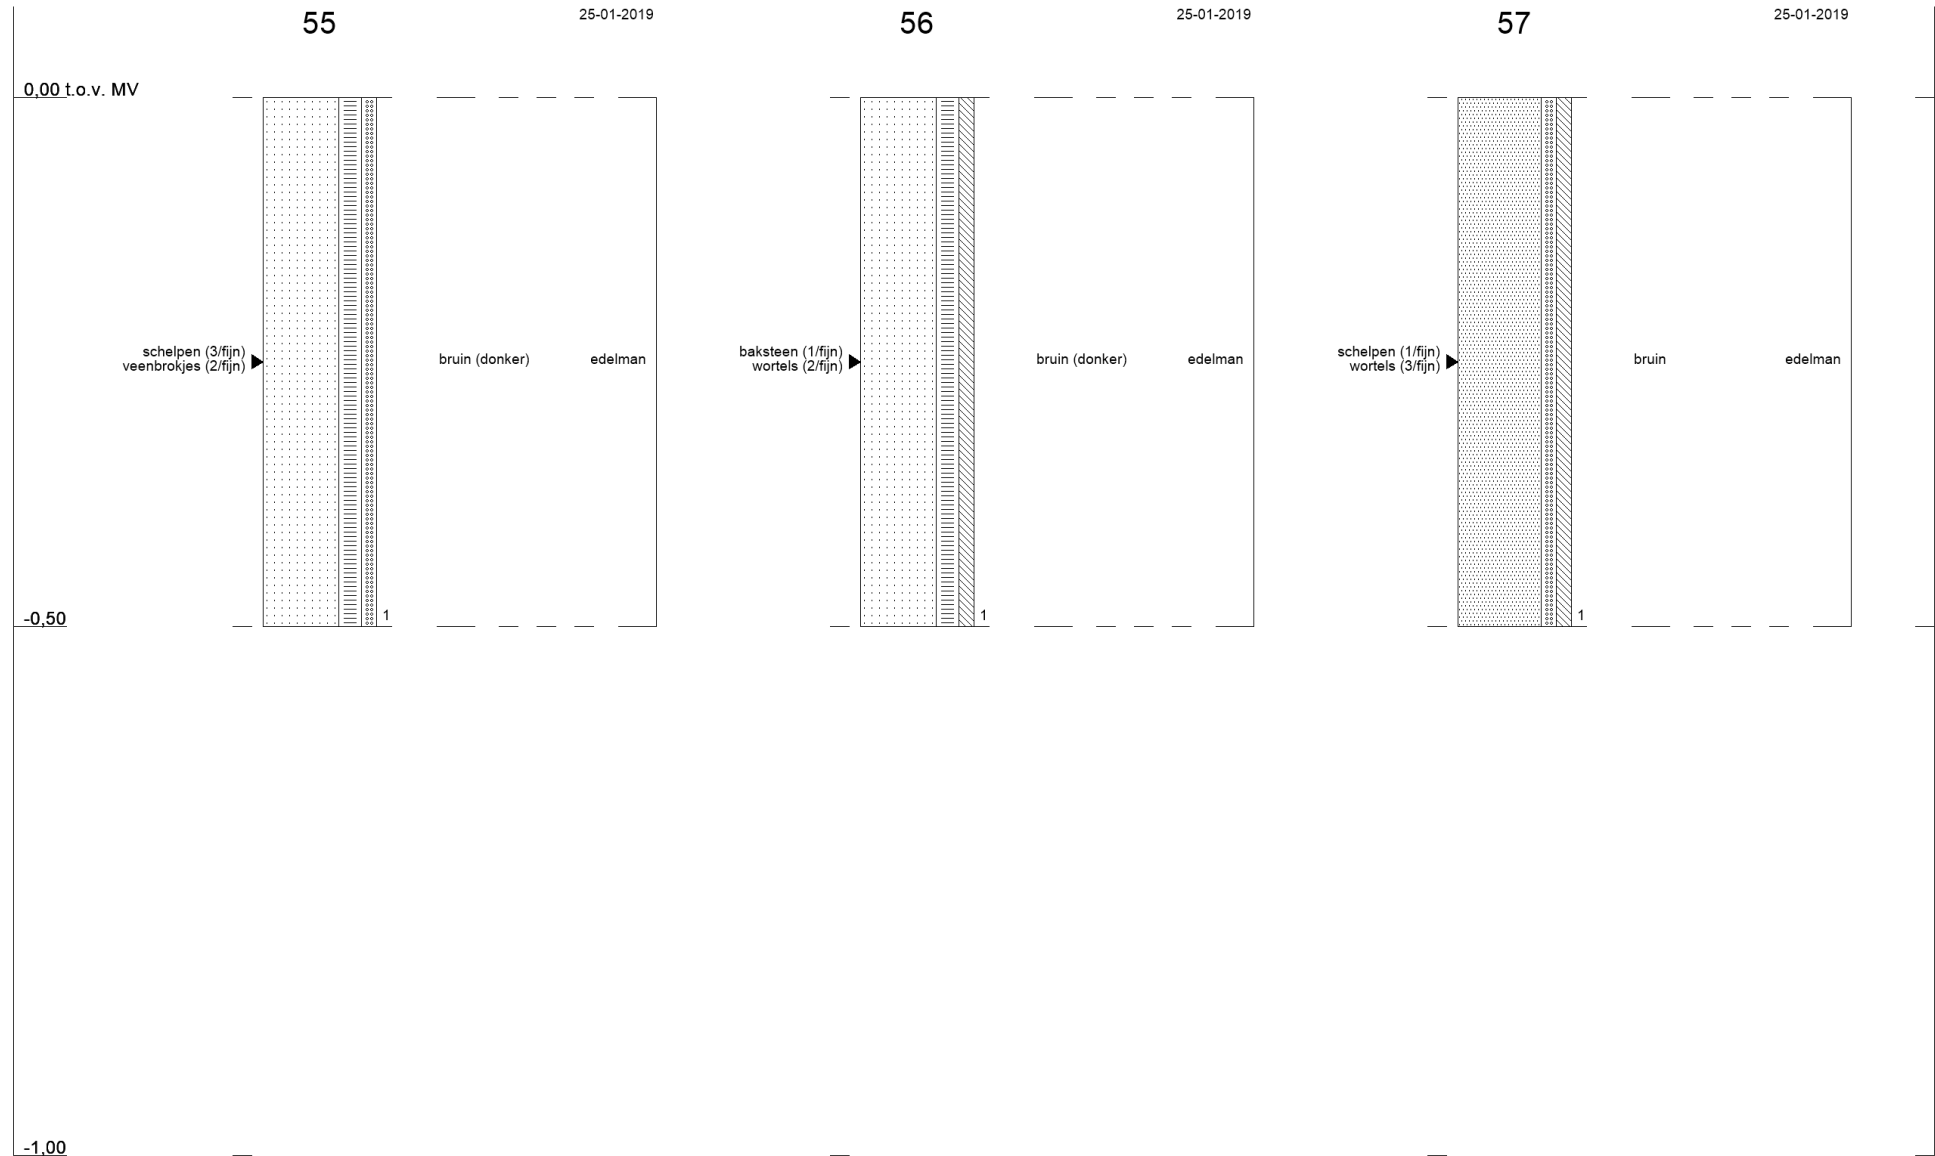 55
25-01-2019
56
25-01-2019
57
25-01-2019
0,00 t.o.v. MV
schelpen (3/fijn)
veenbrokjes (2/fijn)
bruin (donker)
edelman
baksteen (1/fijn)
wortels (2/fijn)
bruin (donker)
edelman
schelpen (1/fijn)
wortels (3/fijn)
bruin
edelman
1
1
1
-0,50
-1,00